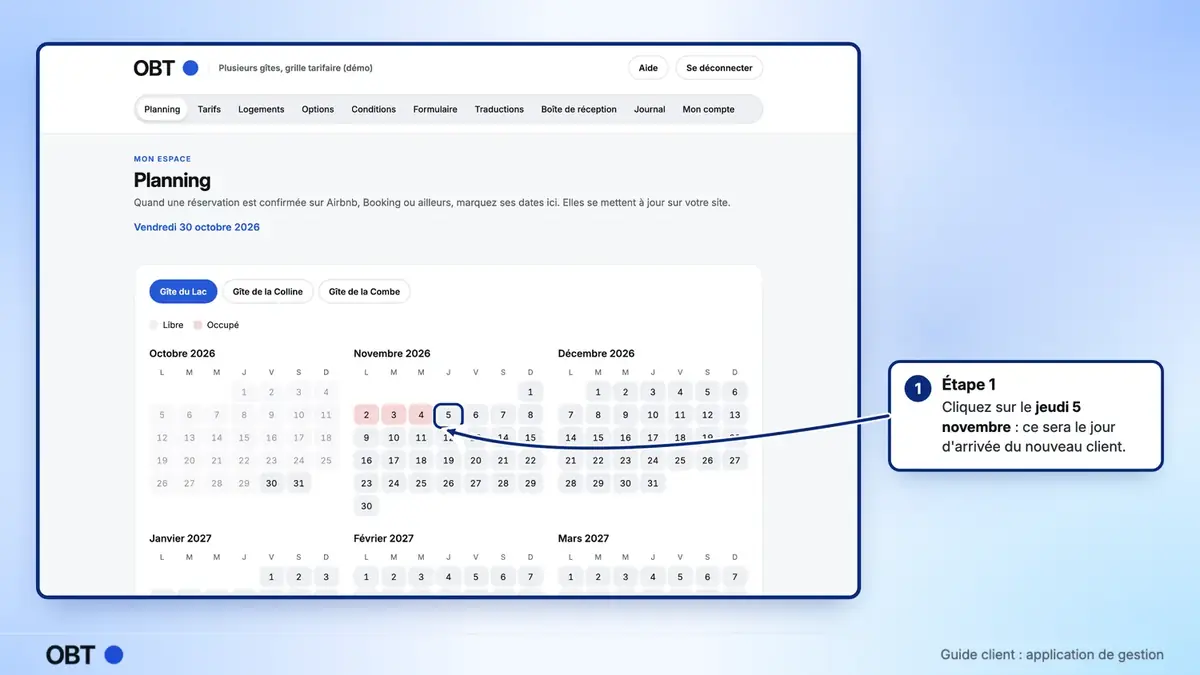 OBT
Plusieurs gîtes, grille tarifaire (démo)
Aide
Se déconnecter
Planning Tarifs Logements Options Conditions Formulaire Traductions Boîte de réception Journal Mon compte
MON ESPACE
Planning
Quand une réservation est confirmée sur Airbnb, Booking ou ailleurs, marquez ses dates ici. Elles se mettent à jour sur votre site.
Vendredi 30 octobre 2026
Gîte du Lac Gîte de la Colline Gîte de la Combe
Libre Occupé
Octobre 2026
L M M J V S D
1 2 3 4
5 6 7 8 9 10 11
12 13 14 15 16 17 18
19 20 21 22 23 24 25
26 27 28 29 30 31
Novembre 2026
L M M J V S D
1
2 3 4 5 6 7 8
9 10 11 14 15
16 17 18 19 20 21 22
23 24 25 26 27 28 29
30
Décembre 2026
L M M J V S D
1 2 3 4 5 6
7 8 9 10 11 12 13
14 15 16 17 18 19
21 22 23 24 25 26 27
28 29 30 31
Janvier 2027
L M M J V S D
1 2 3
Février 2027
L M M J V S D
1 2 3 4 5 6 7
Mars 2027
L M M J V S D
1 2 3 4 5 6 7
1
Étape 1
Cliquez sur le jeudi 5
novembre : ce sera le jour
d'arrivée du nouveau client.
OBT
Guide client : application de gestion